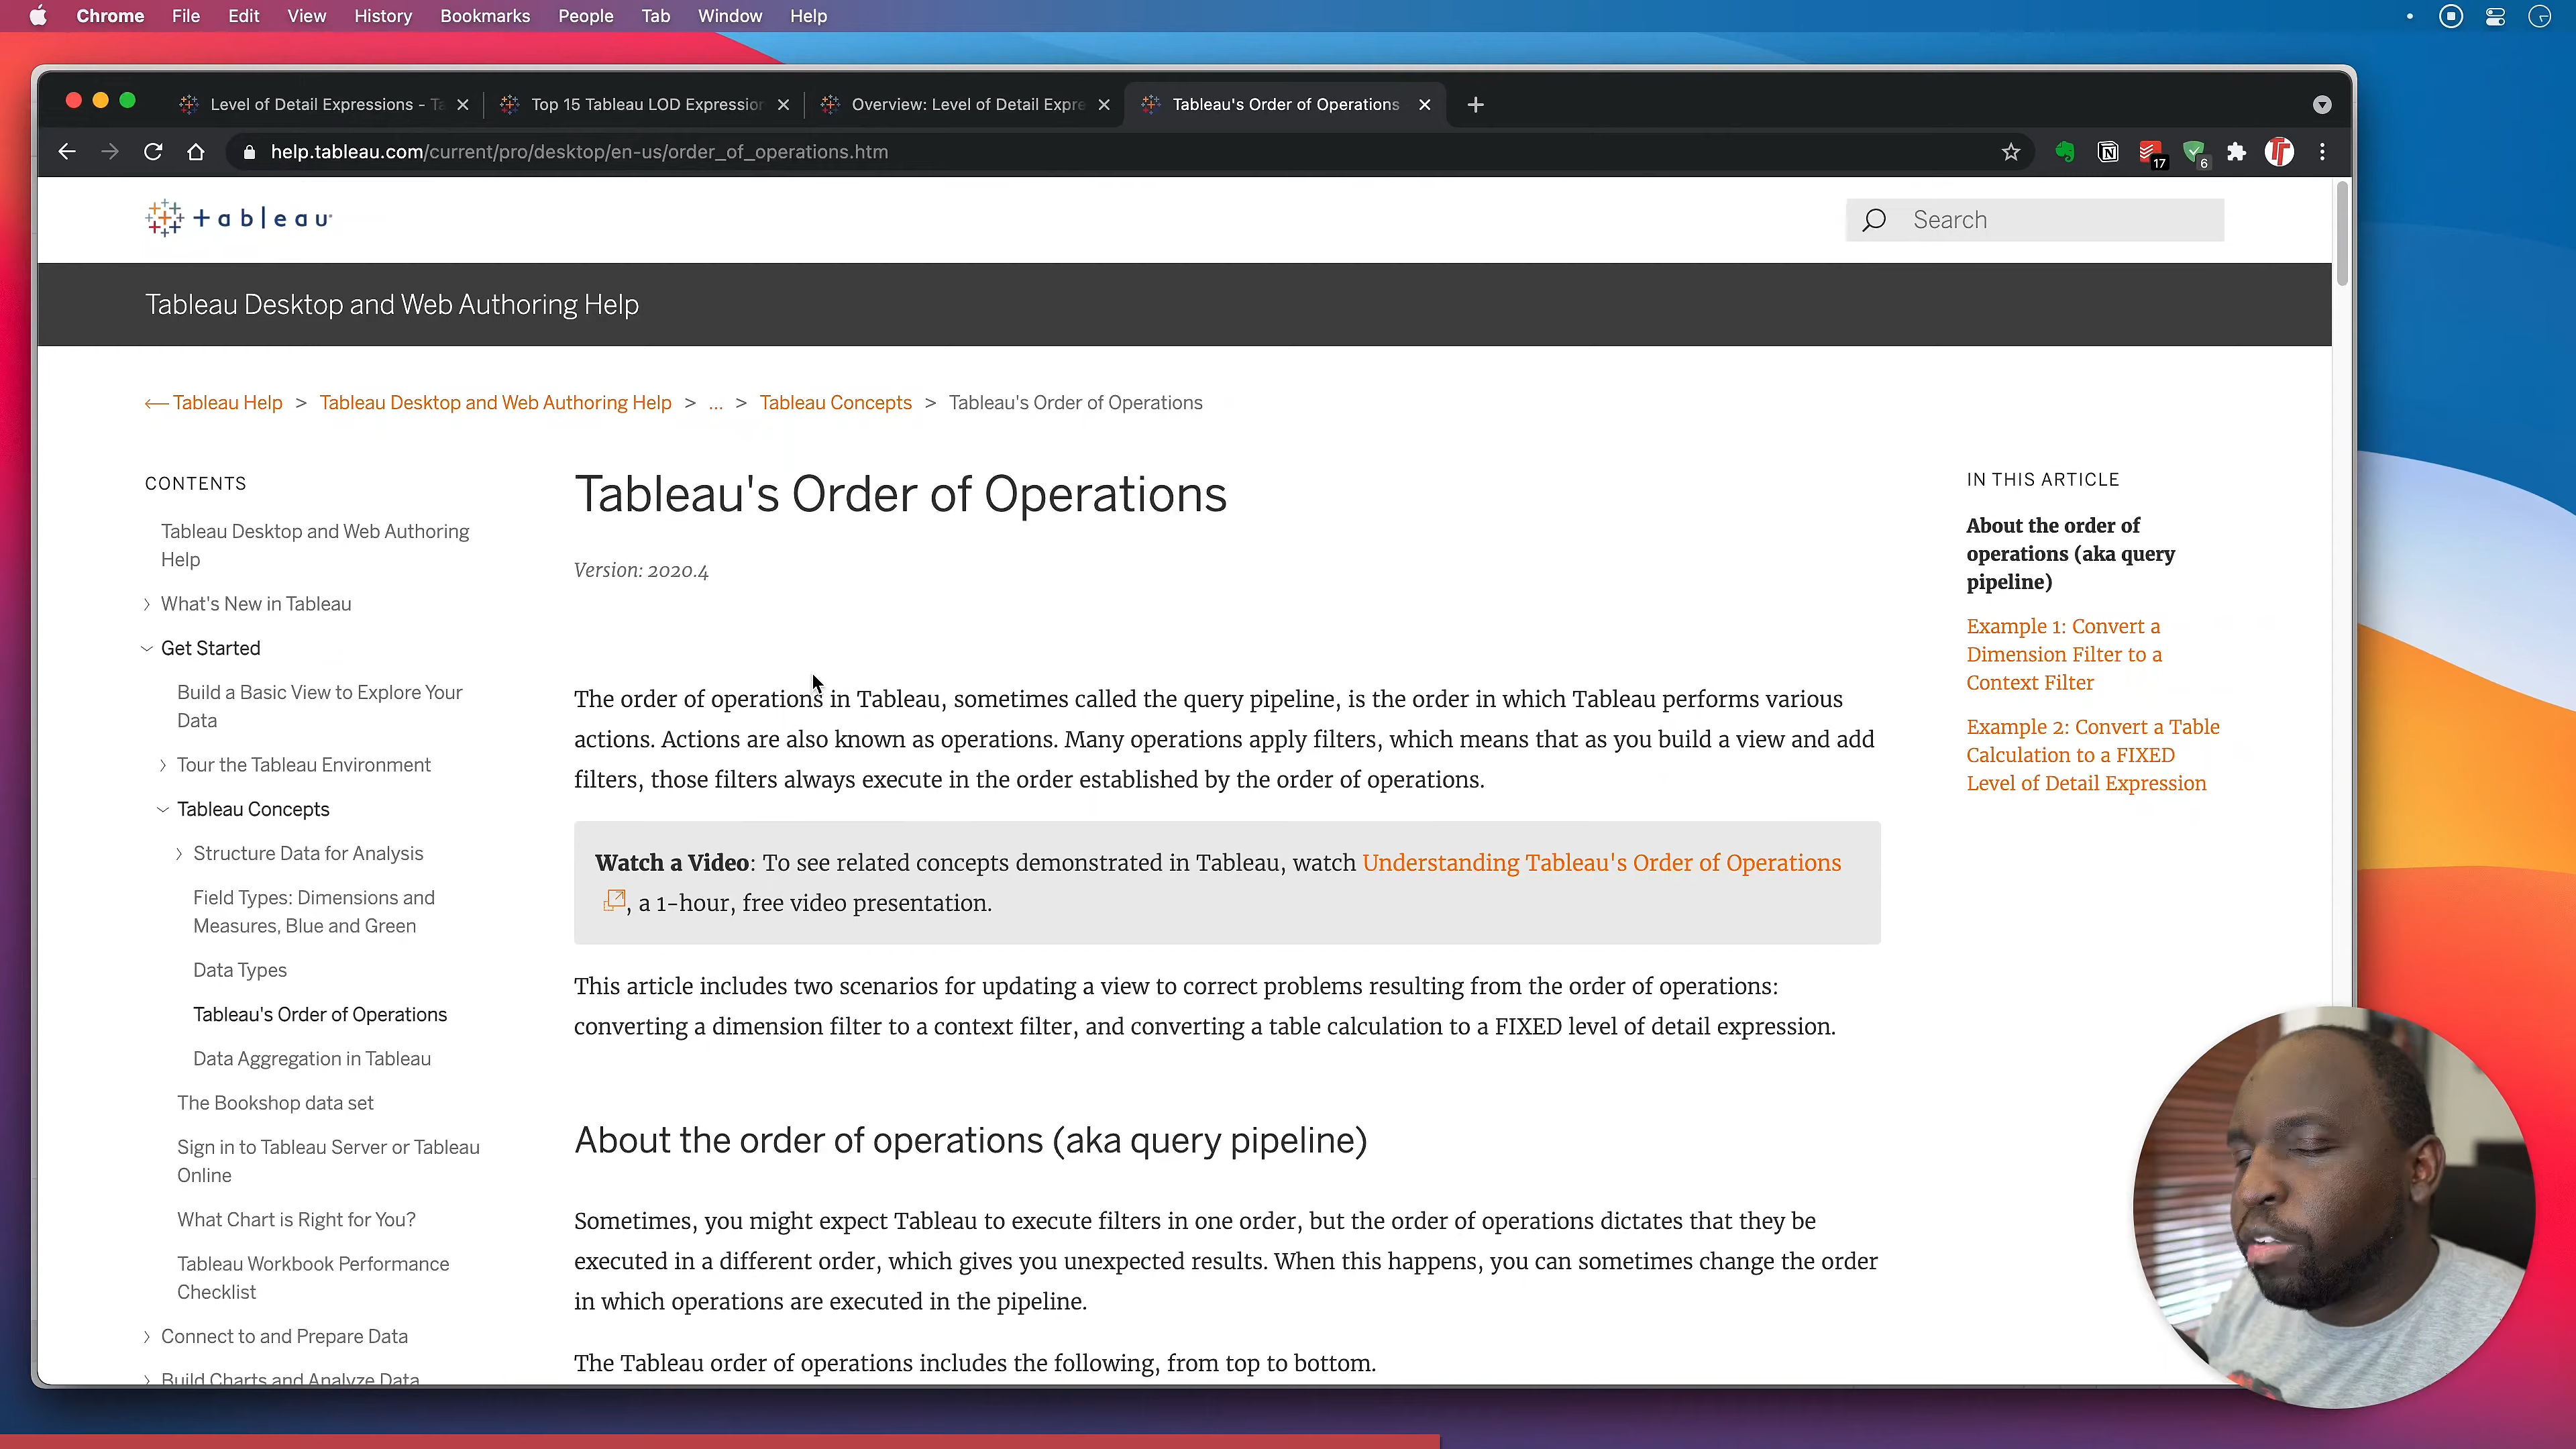 Chrome File Edit View History Bookmarks People Tab Window Help
Level of Detail Expressions - Ta
Top 15 Tableau LOD Expression
Overview: Level of Detail Expre
Tableau's Order of Operations
help.tableau.com/current/pro/desktop/en-us/order_of_operations.htm
17
6
+ableau
Search
Tableau Desktop and Web Authoring Help
Tableau Help > Tableau Desktop and Web Authoring Help > ... > Tableau Concepts > Tableau's Order of Operations
CONTENTS
Tableau Desktop and Web Authoring
Help
What's New in Tableau
Get Started
Build a Basic View to Explore Your
Data
Tour the Tableau Environment
Tableau Concepts
Structure Data for Analysis
Field Types: Dimensions and
Measures, Blue and Green
Data Types
Tableau's Order of Operations
Data Aggregation in Tableau
The Bookshop data set
Sign in to Tableau Server or Tableau
Online
What Chart is Right for You?
Tableau Workbook Performance
Checklist
Connect to and Prepare Data
Build Charts and Analyze Data
Tableau's Order of Operations
Version: 2020.4
The order of operations in Tableau, sometimes called the query pipeline, is the order in which Tableau performs various
actions. Actions are also known as operations. Many operations apply filters, which means that as you build a view and add
filters, those filters always execute in the order established by the order of operations.
Watch a Video: To see related concepts demonstrated in Tableau, watch Understanding Tableau's Order of Operations
, a 1-hour, free video presentation.
This article includes two scenarios for updating a view to correct problems resulting from the order of operations:
converting a dimension filter to a context filter, and converting a table calculation to a FIXED level of detail expression.
About the order of operations (aka query pipeline)
Sometimes, you might expect Tableau to execute filters in one order, but the order of operations dictates that they be
executed in a different order, which gives you unexpected results. When this happens, you can sometimes change the order
in which operations are executed in the pipeline.
The Tableau order of operations includes the following, from top to bottom.
IN THIS ARTICLE
About the order of
operations (aka query
pipeline)
Example 1: Convert a
Dimension Filter to a
Context Filter
Example 2: Convert a Table
Calculation to a FIXED
Level of Detail Expression